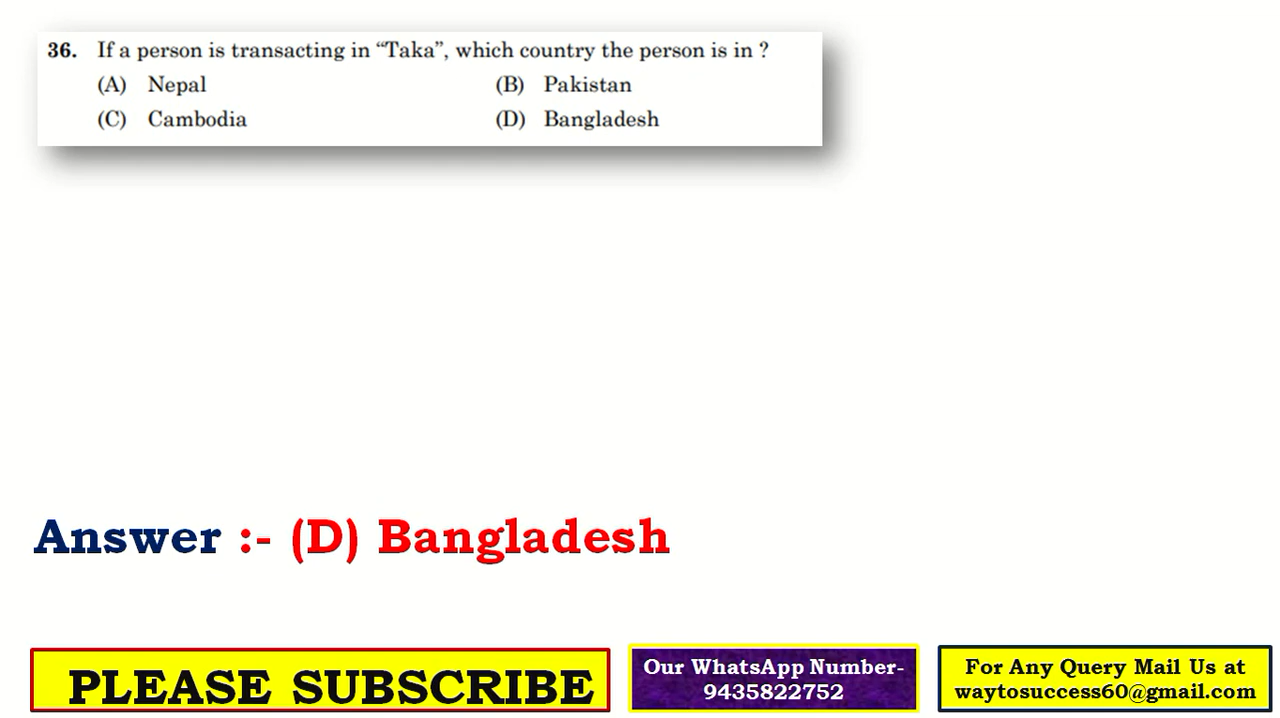 36. If a person is transacting in “Taka”, which country the person is in ?
(A) Nepal (B) Pakistan
(C) Cambodia (D) Bangladesh
Answer :- (D) Bangladesh
PLEASE SUBSCRIBE
Our WhatsApp Number-
9435822752
For Any Query Mail Us at
waytosuccess60@gmail.com